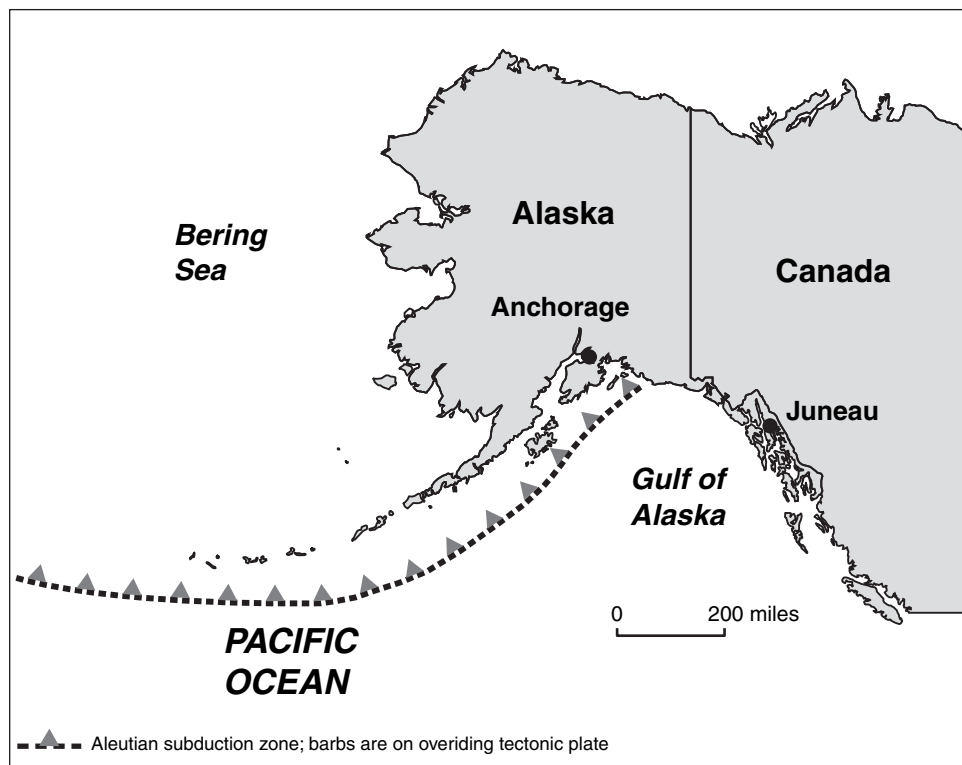 Bering
Sea
Alaska
Canada
Anchorage
Juneau
Gulf of
Alaska
0 200 miles
PACIFIC
OCEAN
Aleutian subduction zone; barbs are on overiding tectonic plate